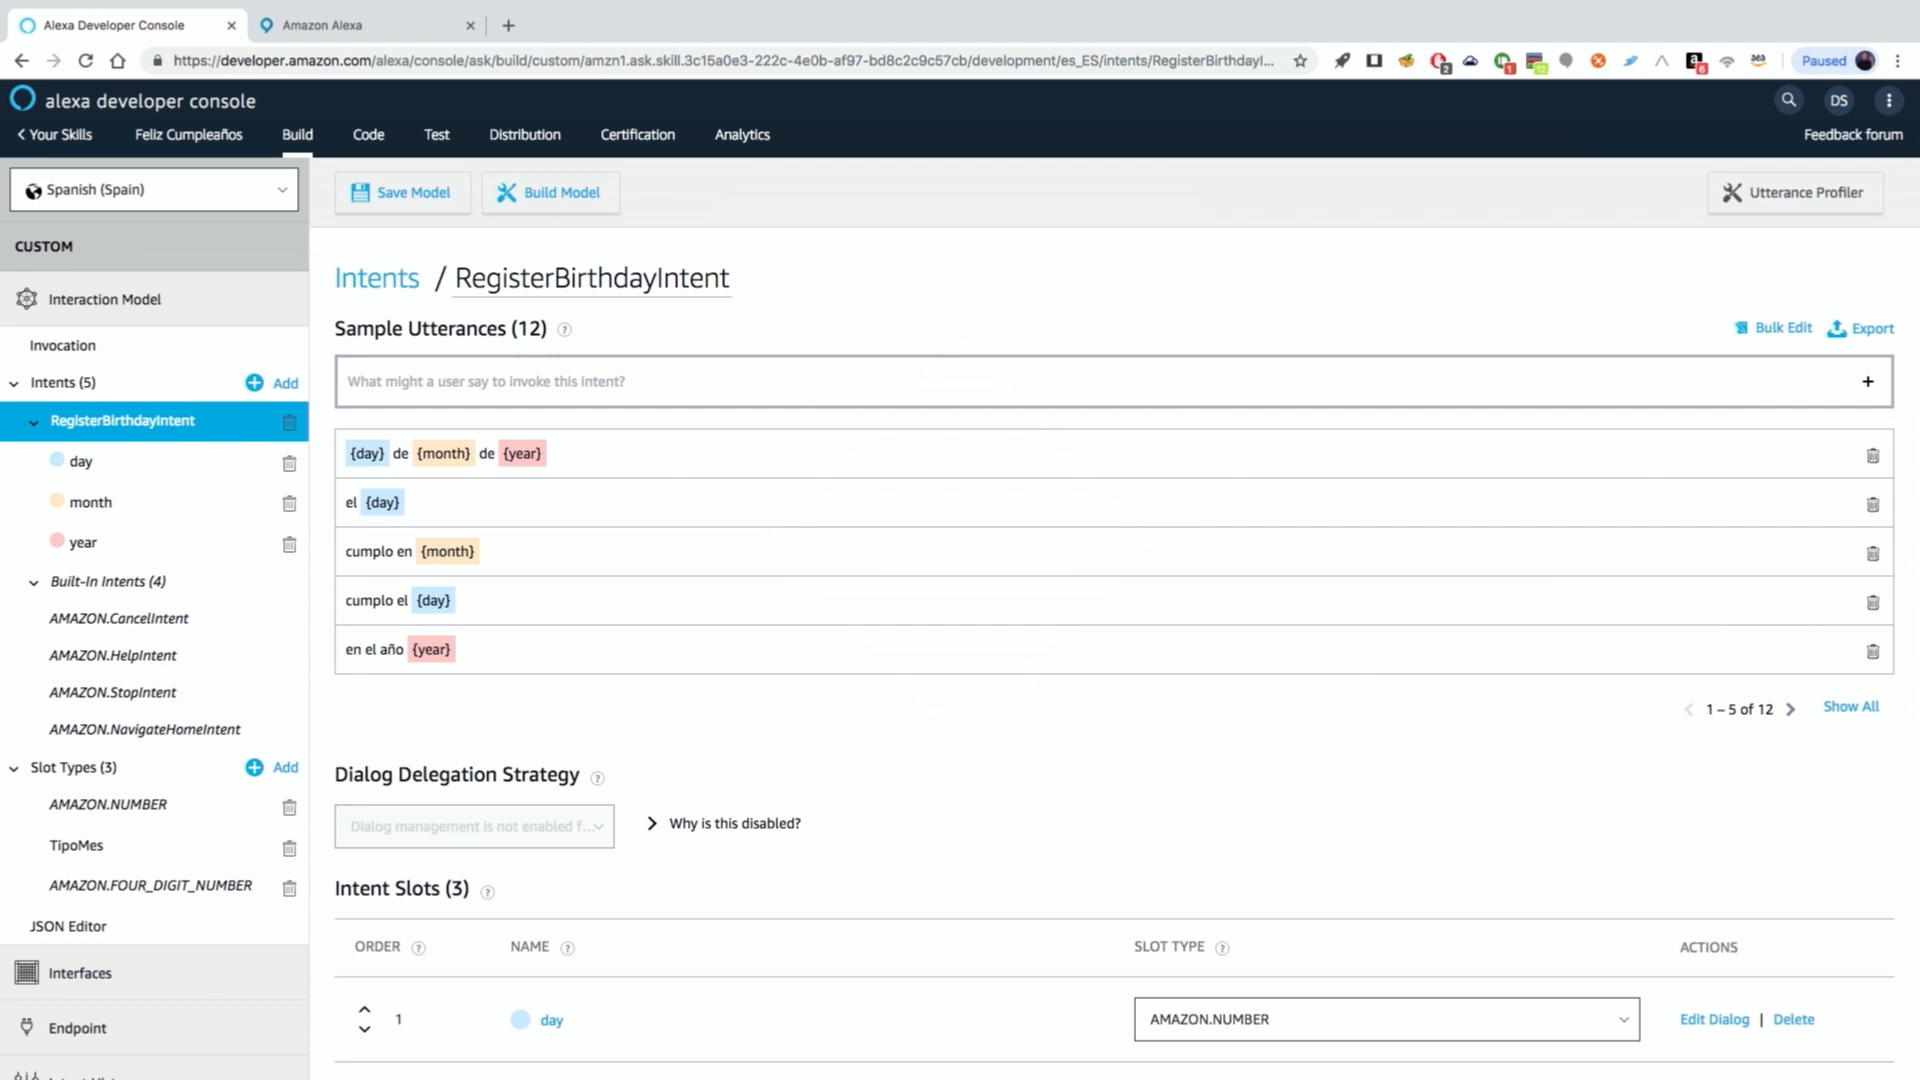 Alexa Developer Console
Amazon Alexa
https://developer.amazon.com/alexa/console/ask/build/custom/amzn1.ask.skill.3c15a0e3-222c-4e0b-af97-bd8c2c9c57cb/development/es_ES/intents/RegisterBirthdayI...
Paused
alexa developer console
DS
Your Skills
Feliz Cumpleaños
Build
Code
Test
Distribution
Certification
Analytics
Feedback forum
Spanish (Spain)
Save Model
Build Model
Utterance Profiler
CUSTOM
Interaction Model
Invocation
Intents (5)
Add
RegisterBirthdayIntent
day
month
year
Built-In Intents (4)
AMAZON.CancelIntent
AMAZON.HelpIntent
AMAZON.StopIntent
AMAZON.NavigateHomeIntent
Slot Types (3)
Add
AMAZON.NUMBER
TipoMes
AMAZON.FOUR_DIGIT_NUMBER
JSON Editor
Interfaces
Endpoint
Intents / RegisterBirthdayIntent
Sample Utterances (12)
Bulk Edit
Export
What might a user say to invoke this intent?
{day} de {month} de {year}
el {day}
cumplo en {month}
cumplo el {day}
en el año {year}
1 – 5 of 12
Show All
Dialog Delegation Strategy
Dialog management is not enabled f...
Why is this disabled?
Intent Slots (3)
ORDER
NAME
SLOT TYPE
ACTIONS
1
day
AMAZON.NUMBER
Edit Dialog | Delete